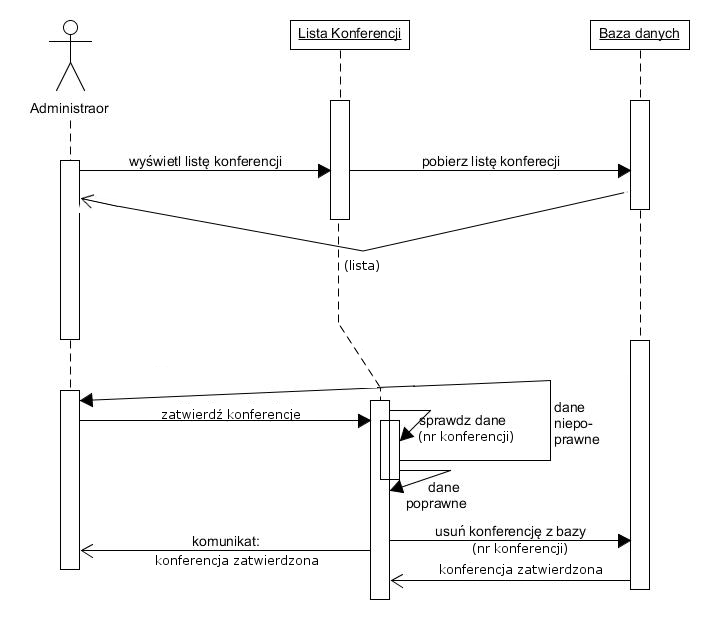 Lista Konferencji
Baza danych
Administraor
wyświetl listę konferencji
pobierz listę konferecji
(lista)
zatwierdź konferencje
sprawdz dane
(nr konferencji)
dane
niepo-
prawne
dane
poprawne
usuń konferencję z bazy
(nr konferencji)
komunikat:
konferencja zatwierdzona
konferencja zatwierdzona